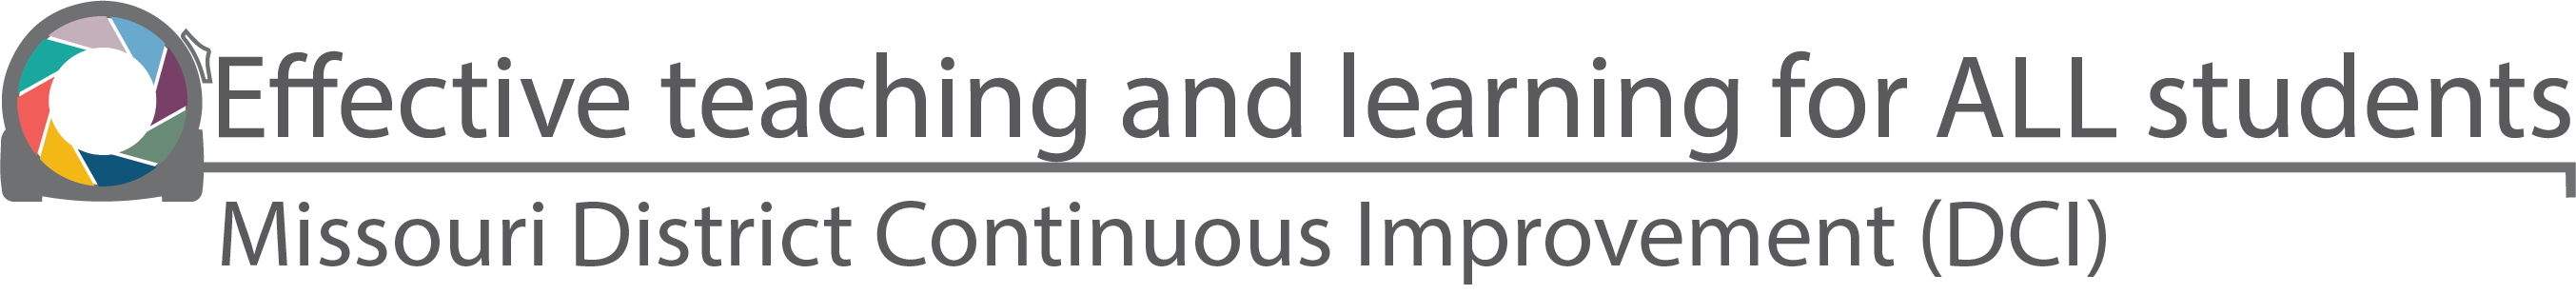 Effective teaching and learning for ALL students
Missouri District Continuous Improvement (DCI)